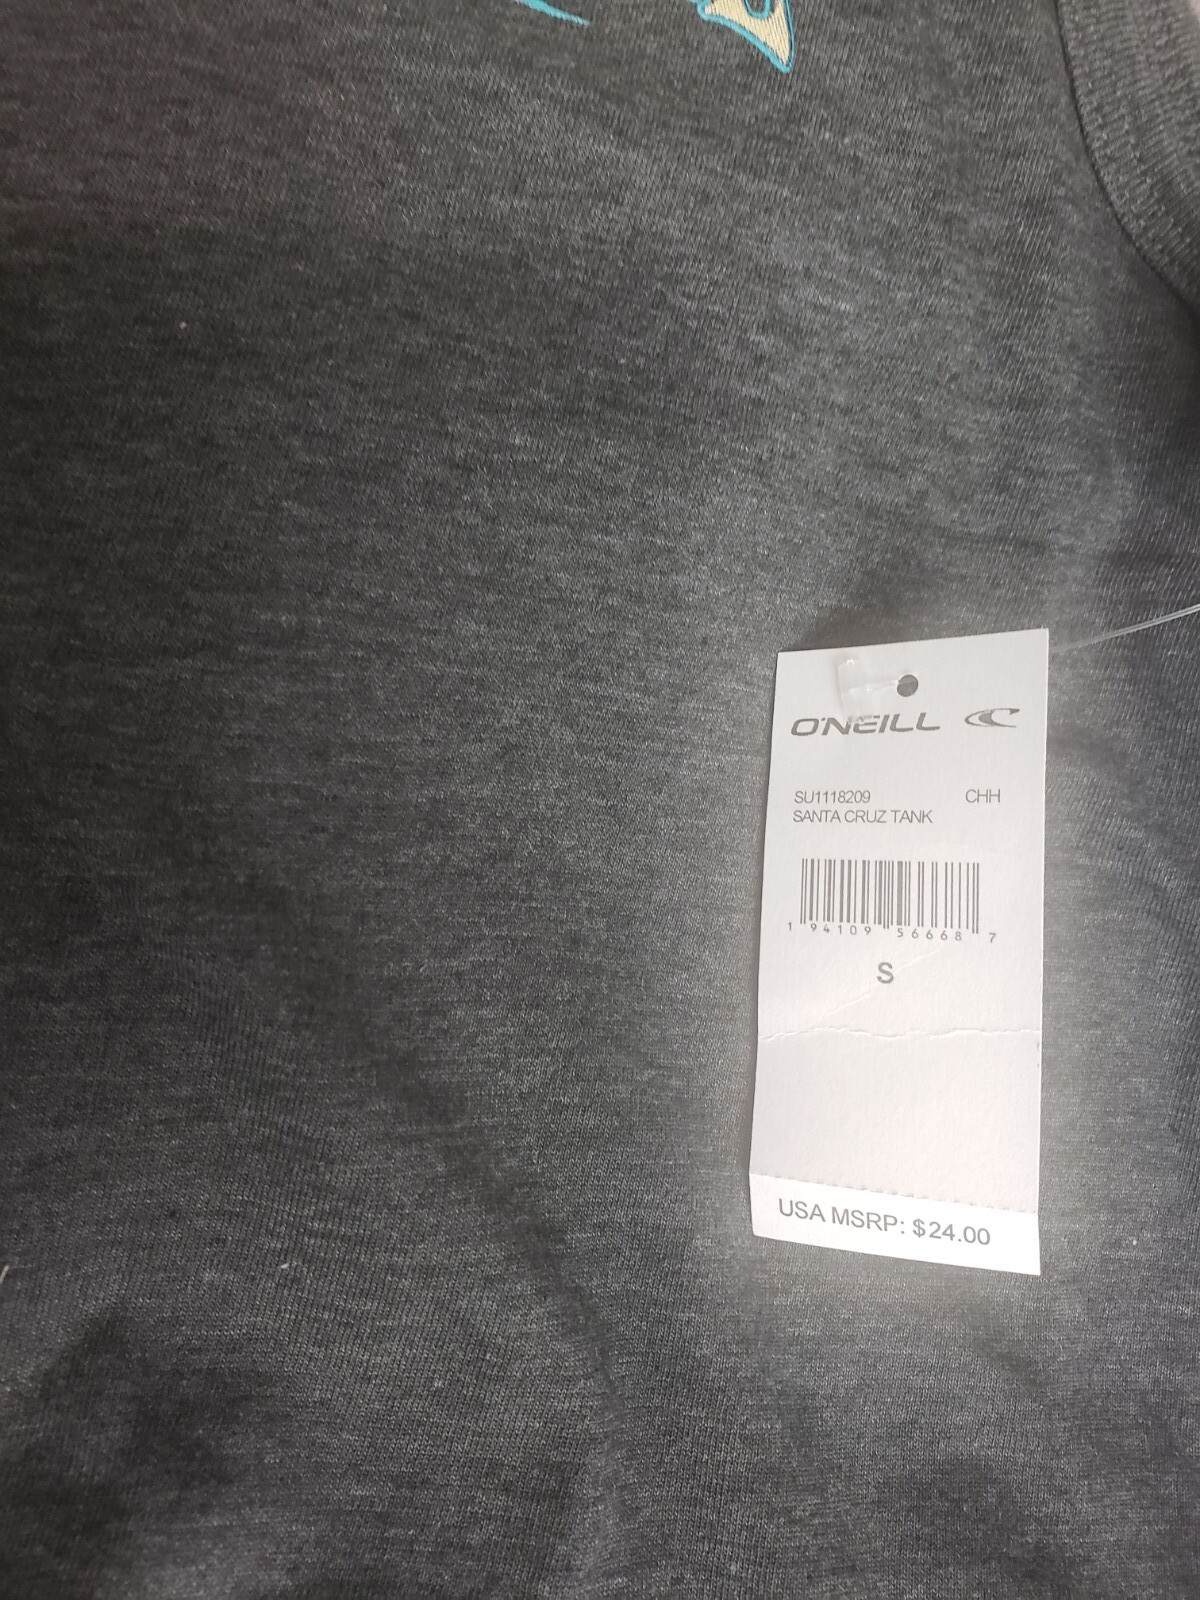 O'NEILL
SU1118209 CHH
SANTA CRUZ TANK
1 94109 56668 7
S
USA MSRP: $24.00